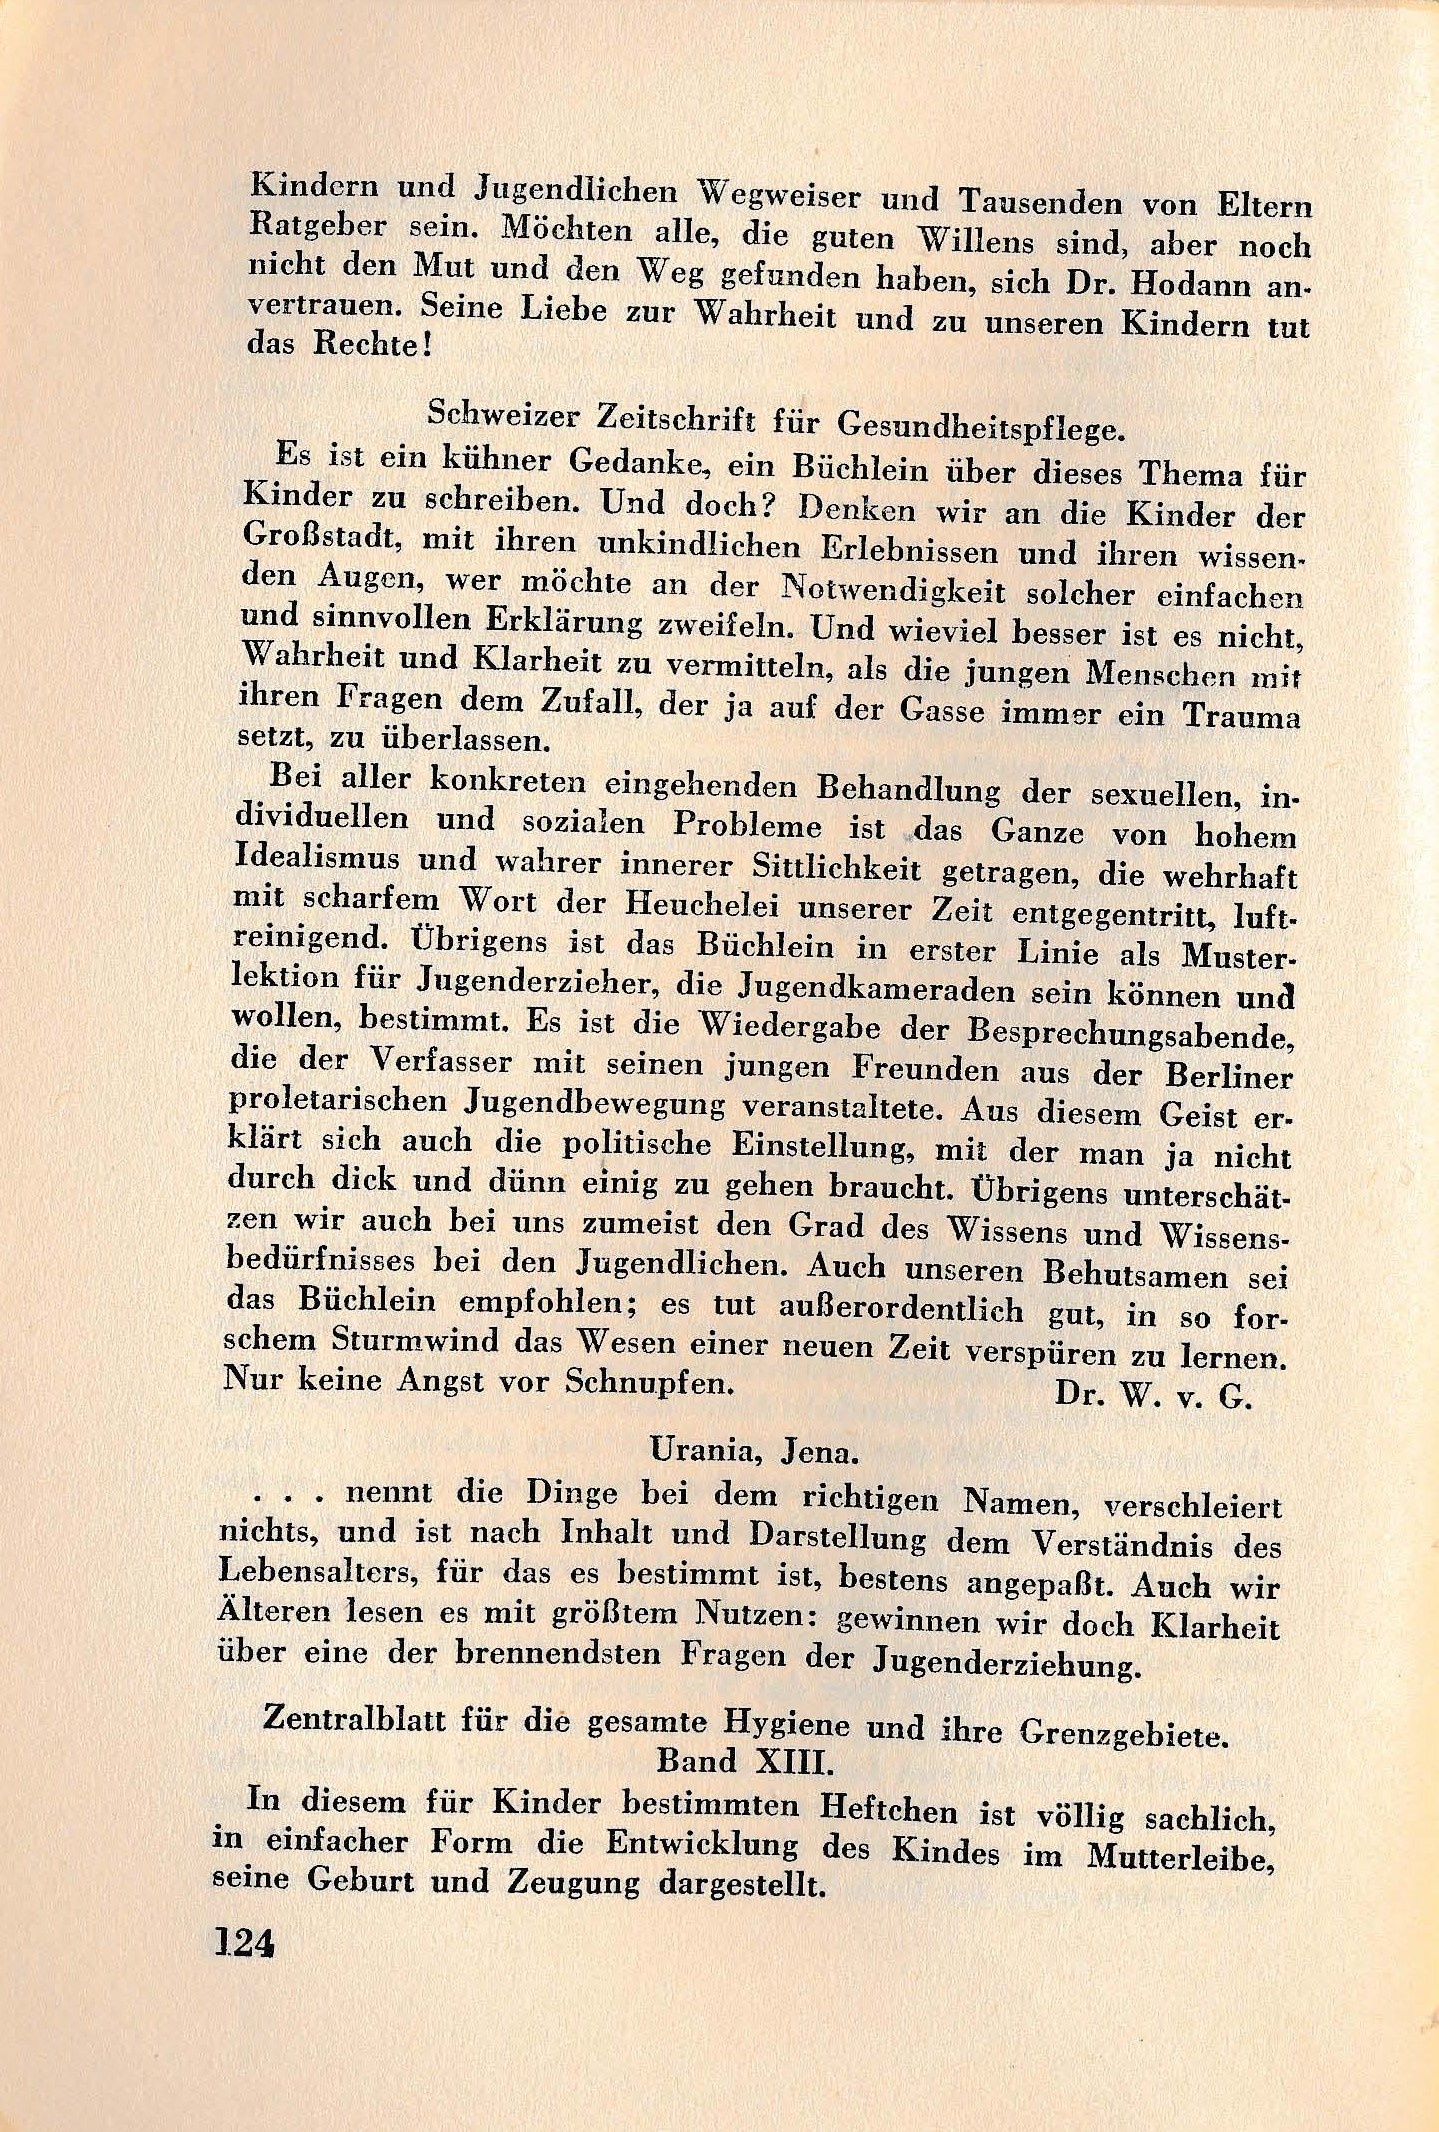 Kindern und Jugendlichen Wegweiser und Tausenden von Eltern
Ratgeber sein. Möchten alle, die guten Willens sind, aber noch
nicht den Mut und den Weg gefunden haben, sich Dr. Hodann an-
vertrauen. Seine Liebe zur Wahrheit und zu unseren Kindern tut
das Rechte!
Schweizer Zeitschrift für Gesundheitspflege.
Es ist ein kühner Gedanke, ein Büchlein über dieses Thema für
Kinder zu schreiben. Und doch? Denken wir an die Kinder der
Großstadt, mit ihren unkindlichen Erlebnissen und ihren wissen-
den Augen, wer möchte an der Notwendigkeit solcher einfachen
und sinnvollen Erklärung zweifeln. Und wieviel besser ist es nicht,
Wahrheit und Klarheit zu vermitteln, als die jungen Menschen mit
ihren Fragen dem Zufall, der ja auf der Gasse immer ein Trauma
setzt, zu überlassen.
Bei aller konkreten eingehenden Behandlung der sexuellen, in-
dividuellen und sozialen Probleme ist das Ganze von hohem
Idealismus und wahrer innerer Sittlichkeit getragen, die wehrhaft
mit scharfem Wort der Heuchelei unserer Zeit entgegentritt, luft-
reinigend. Übrigens ist das Büchlein in erster Linie als Muster-
lektion für Jugenderzieher, die Jugendkameraden sein können und
wollen, bestimmt. Es ist die Wiedergabe der Besprechungsabende,
die der Verfasser mit seinen jungen Freunden aus der Berliner
proletarischen Jugendbewegung veranstaltete. Aus diesem Geist er-
klärt sich auch die politische Einstellung, mit der man ja nicht
durch dick und dünn einig zu gehen braucht. Übrigens unterschät-
zen wir auch bei uns zumeist den Grad des Wissens und Wissens-
bedürfnisses bei den Jugendlichen. Auch unseren Behutsamen sei
das Büchlein empfohlen; es tut außerordentlich gut, in so for-
schem Sturmwind das Wesen einer neuen Zeit verspüren zu lernen.
Nur keine Angst vor Schnupfen. Dr. W. v. G.
Urania, Jena.
. . . nennt die Dinge bei dem richtigen Namen, verschleiert
nichts, und ist nach Inhalt und Darstellung dem Verständnis des
Lebensalters, für das es bestimmt ist, bestens angepaßt. Auch wir
Älteren lesen es mit größtem Nutzen: gewinnen wir doch Klarheit
über eine der brennendsten Fragen der Jugenderziehung.
Zentralblatt für die gesamte Hygiene und ihre Grenzgebiete.
Band XIII.
In diesem für Kinder bestimmten Heftchen ist völlig sachlich,
in einfacher Form die Entwicklung des Kindes im Mutterleibe,
seine Geburt und Zeugung dargestellt.
124